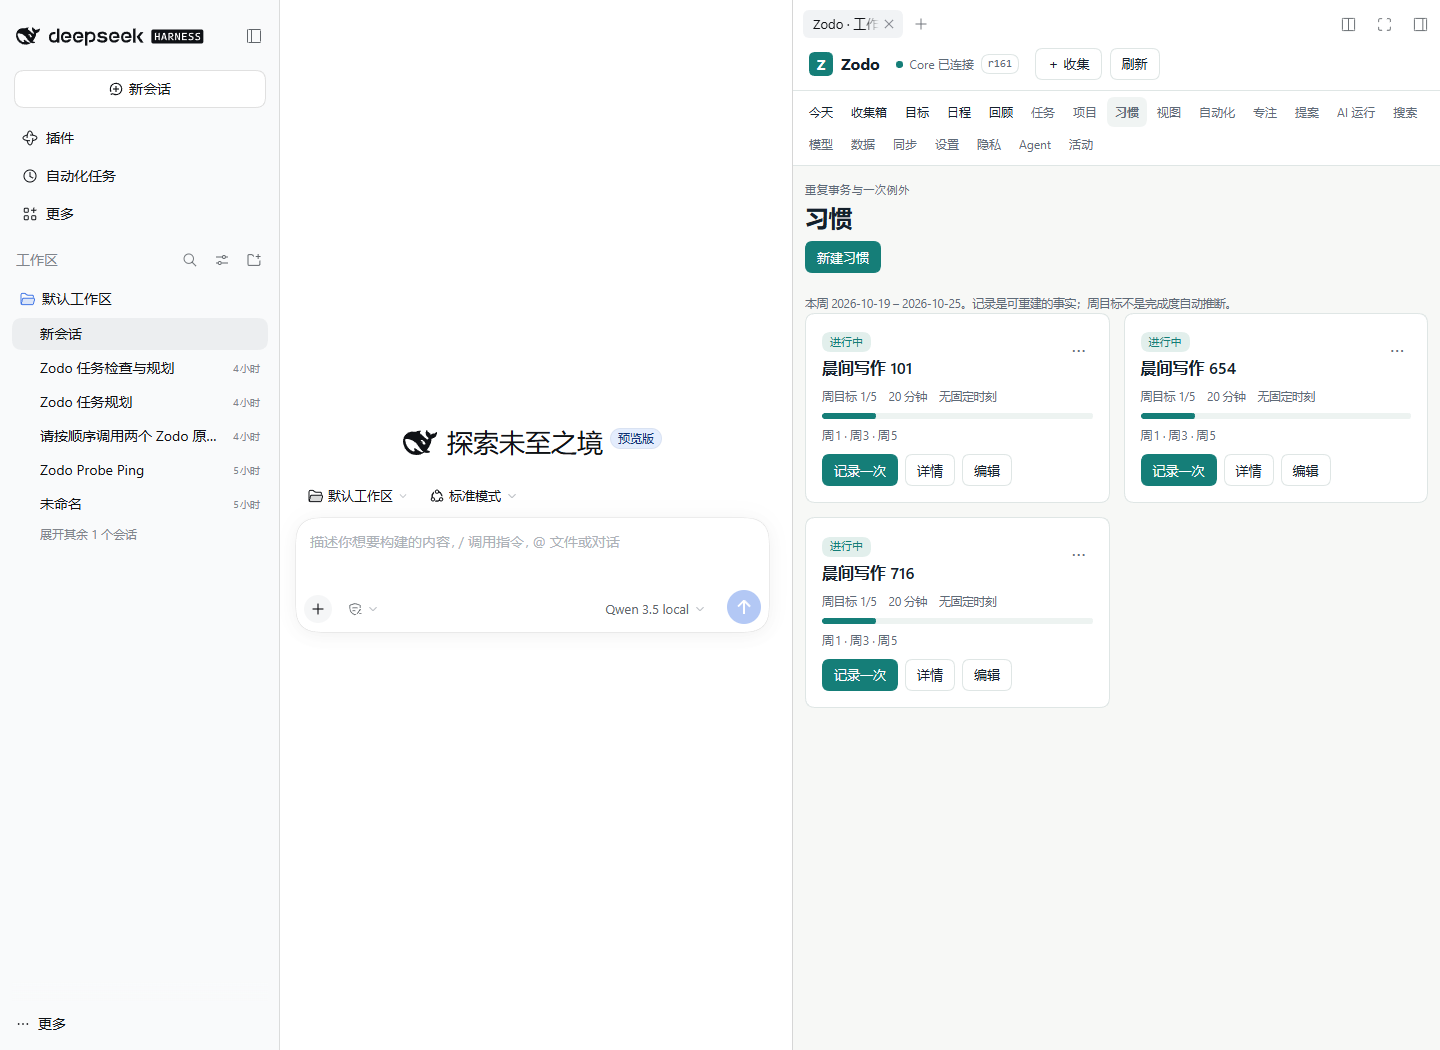 deepseek HARNESS
新会话
插件
自动化任务
更多
工作区
默认工作区
新会话
Zodo 任务检查与规划 4小时
Zodo 任务规划 4小时
请按顺序调用两个 Zodo 原... 4小时
Zodo Probe Ping 5小时
未命名 5小时
展开其余 1 个会话
更多
探索未至之境 预览版
默认工作区 标准模式
描述你想要构建的内容, / 调用指令, @ 文件或对话
Qwen 3.5 local
Zodo · 工作
Z Zodo Core 已连接 r161 + 收集 刷新
今天 收集箱 目标 日程 回顾 任务 项目 习惯 视图 自动化 专注 提案 AI 运行 搜索
模型 数据 同步 设置 隐私 Agent 活动
重复事务与一次例外
习惯
新建习惯
本周 2026-10-19 – 2026-10-25。记录是可重建的事实；周目标不是完成度自动推断。
进行中
晨间写作 101
周目标 1/5 20 分钟 无固定时刻
周1 · 周3 · 周5
记录一次 详情 编辑
进行中
晨间写作 654
周目标 1/5 20 分钟 无固定时刻
周1 · 周3 · 周5
记录一次 详情 编辑
进行中
晨间写作 716
周目标 1/5 20 分钟 无固定时刻
周1 · 周3 · 周5
记录一次 详情 编辑